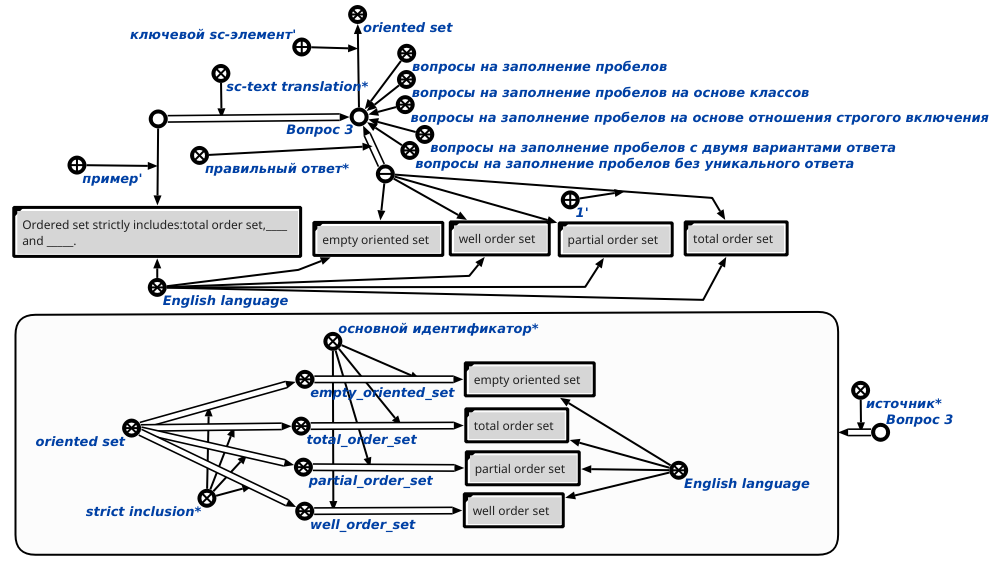 oriented set
ключевой sc-элемент'
вопросы на заполнение пробелов
sc-text translation*
вопросы на заполнение пробелов на основе классов
вопросы на заполнение пробелов на основе отношения строгого включения
Вопрос 3
вопросы на заполнение пробелов с двумя вариантами ответа
вопросы на заполнение пробелов без уникального ответа
правильный ответ*
пример'
1'
Ordered set strictly includes:total order set,____
and _____.
empty oriented set
well order set
partial order set
total order set
English language
основной идентификатор*
empty oriented set
empty_oriented_set
источник*
Вопрос 3
total order set
oriented set
total_order_set
partial order set
partial_order_set
English language
strict inclusion*
well order set
well_order_set